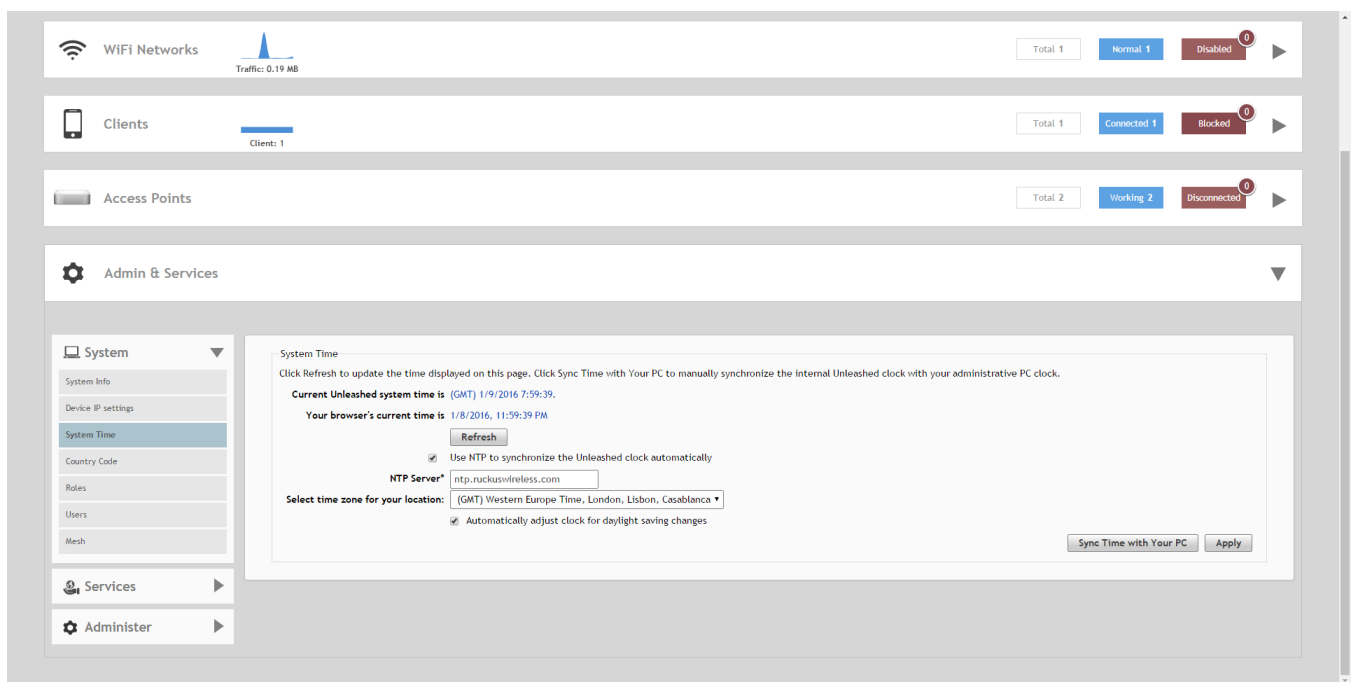 WiFi Networks
Traffic: 0.19 MB
Total 1
Normal 1
Disabled
0
Clients
Client: 1
Total 1
Connected 1
Blocked
0
Access Points
Total 2
Working 2
Disconnected
0
Admin & Services
System
System Info
Device IP settings
System Time
Country Code
Roles
Users
Mesh
Services
Administer
System Time
Click Refresh to update the time displayed on this page. Click Sync Time with Your PC to manually synchronize the internal Unleashed clock with your administrative PC clock.
Current Unleashed system time is (GMT) 1/9/2016 7:59:39.
Your browser's current time is 1/8/2016, 11:59:39 PM
Refresh
Use NTP to synchronize the Unleashed clock automatically
NTP Server* ntp.ruckuswireless.com
Select time zone for your location: (GMT) Western Europe Time, London, Lisbon, Casablanca
Automatically adjust clock for daylight saving changes
Sync Time with Your PC
Apply